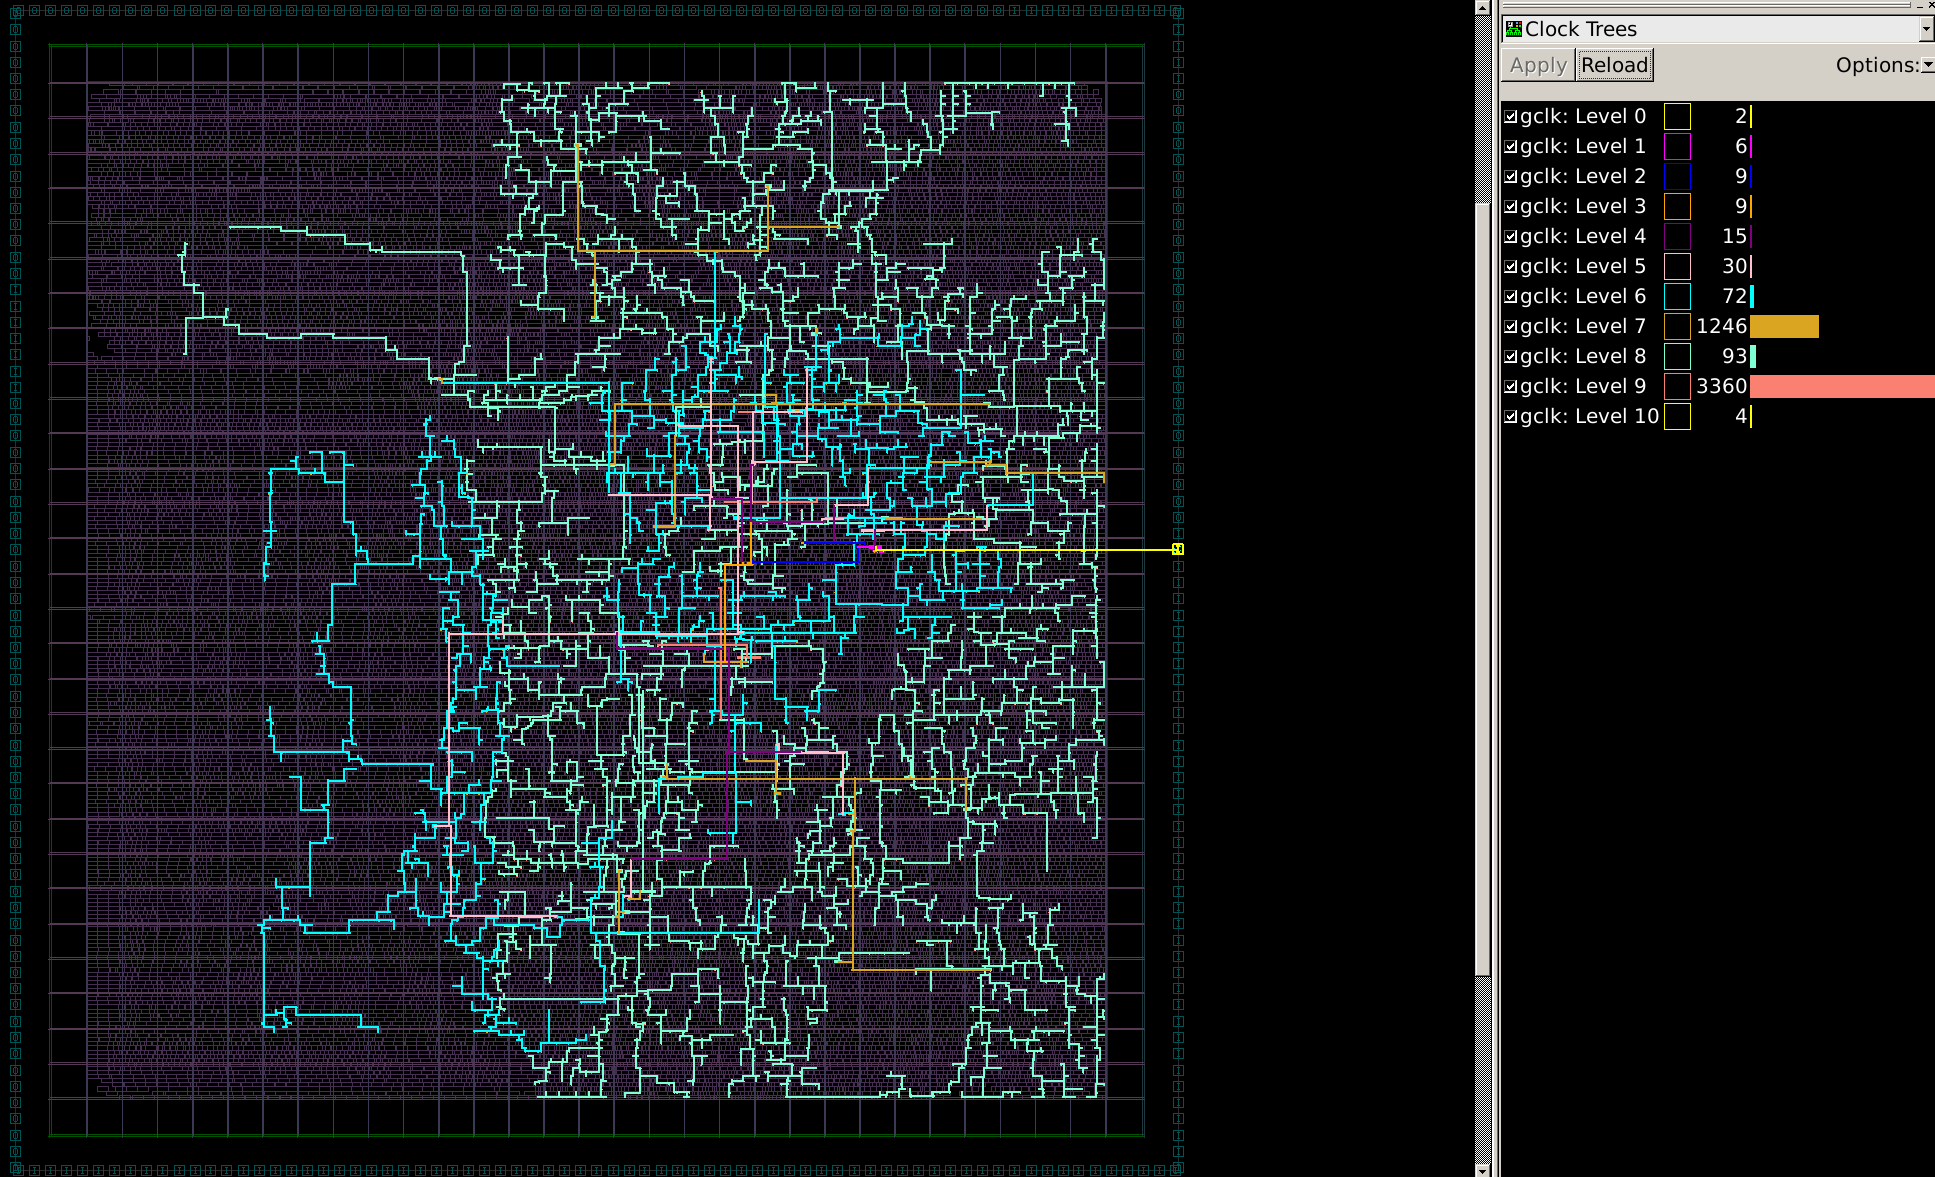 Clock Trees
Apply Reload Options:
gclk: Level 0 2
gclk: Level 1 6
gclk: Level 2 9
gclk: Level 3 9
gclk: Level 4 15
gclk: Level 5 30
gclk: Level 6 72
gclk: Level 7 1246
gclk: Level 8 93
gclk: Level 9 3360
gclk: Level 10 4